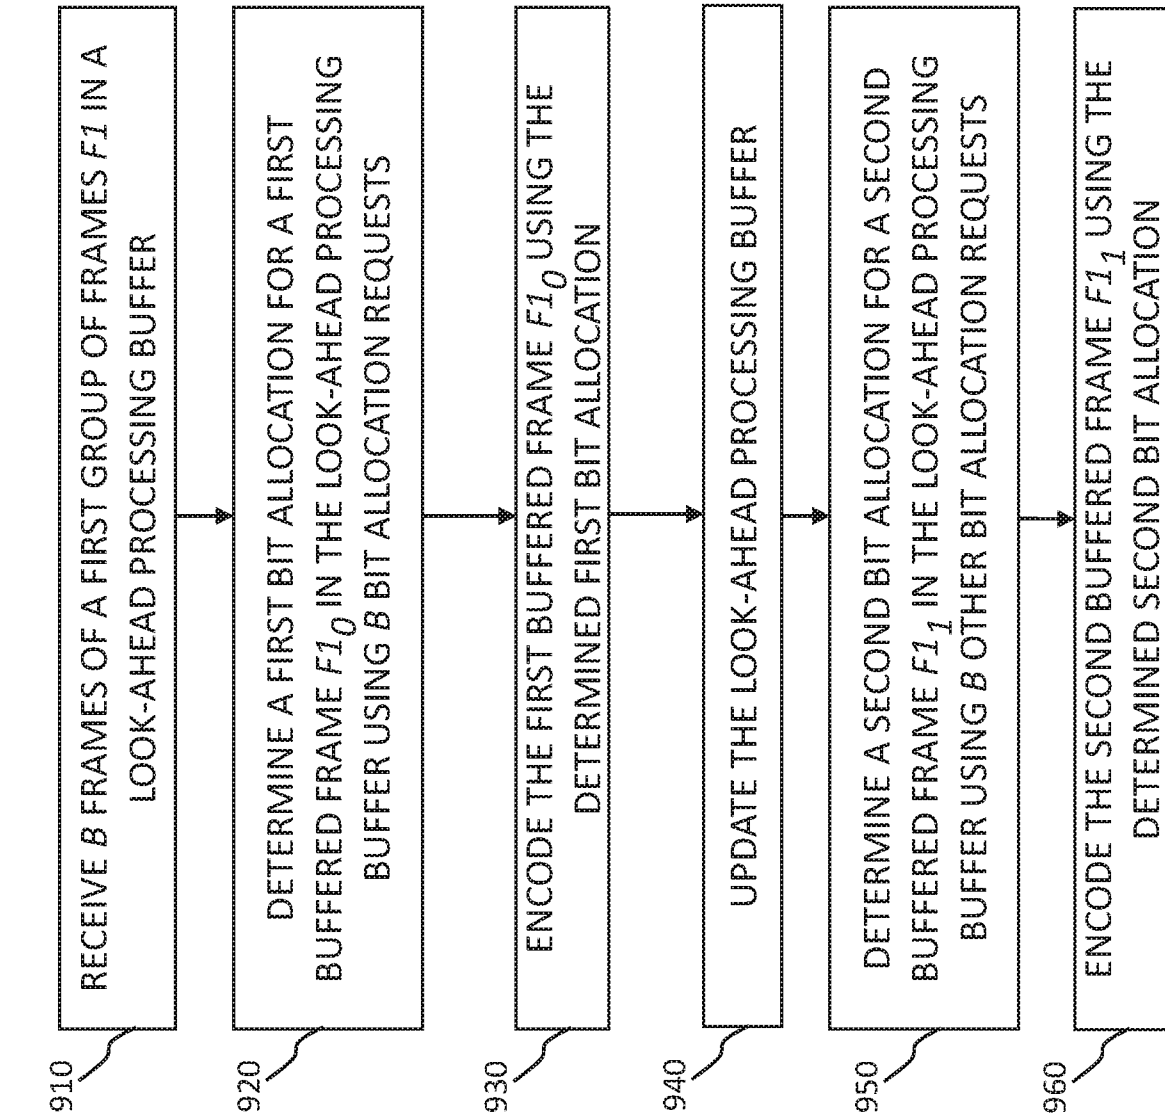 910
RECEIVE B FRAMES OF A FIRST GROUP OF FRAMES F1 IN A
LOOK-AHEAD PROCESSING BUFFER
920
DETERMINE A FIRST BIT ALLOCATION FOR A FIRST
BUFFERED FRAME F1_0 IN THE LOOK-AHEAD PROCESSING
BUFFER USING B BIT ALLOCATION REQUESTS
930
ENCODE THE FIRST BUFFERED FRAME F1_0 USING THE
DETERMINED FIRST BIT ALLOCATION
940
UPDATE THE LOOK-AHEAD PROCESSING BUFFER
950
DETERMINE A SECOND BIT ALLOCATION FOR A SECOND
BUFFERED FRAME F1_1 IN THE LOOK-AHEAD PROCESSING
BUFFER USING B OTHER BIT ALLOCATION REQUESTS
960
ENCODE THE SECOND BUFFERED FRAME F1_1 USING THE
DETERMINED SECOND BIT ALLOCATION